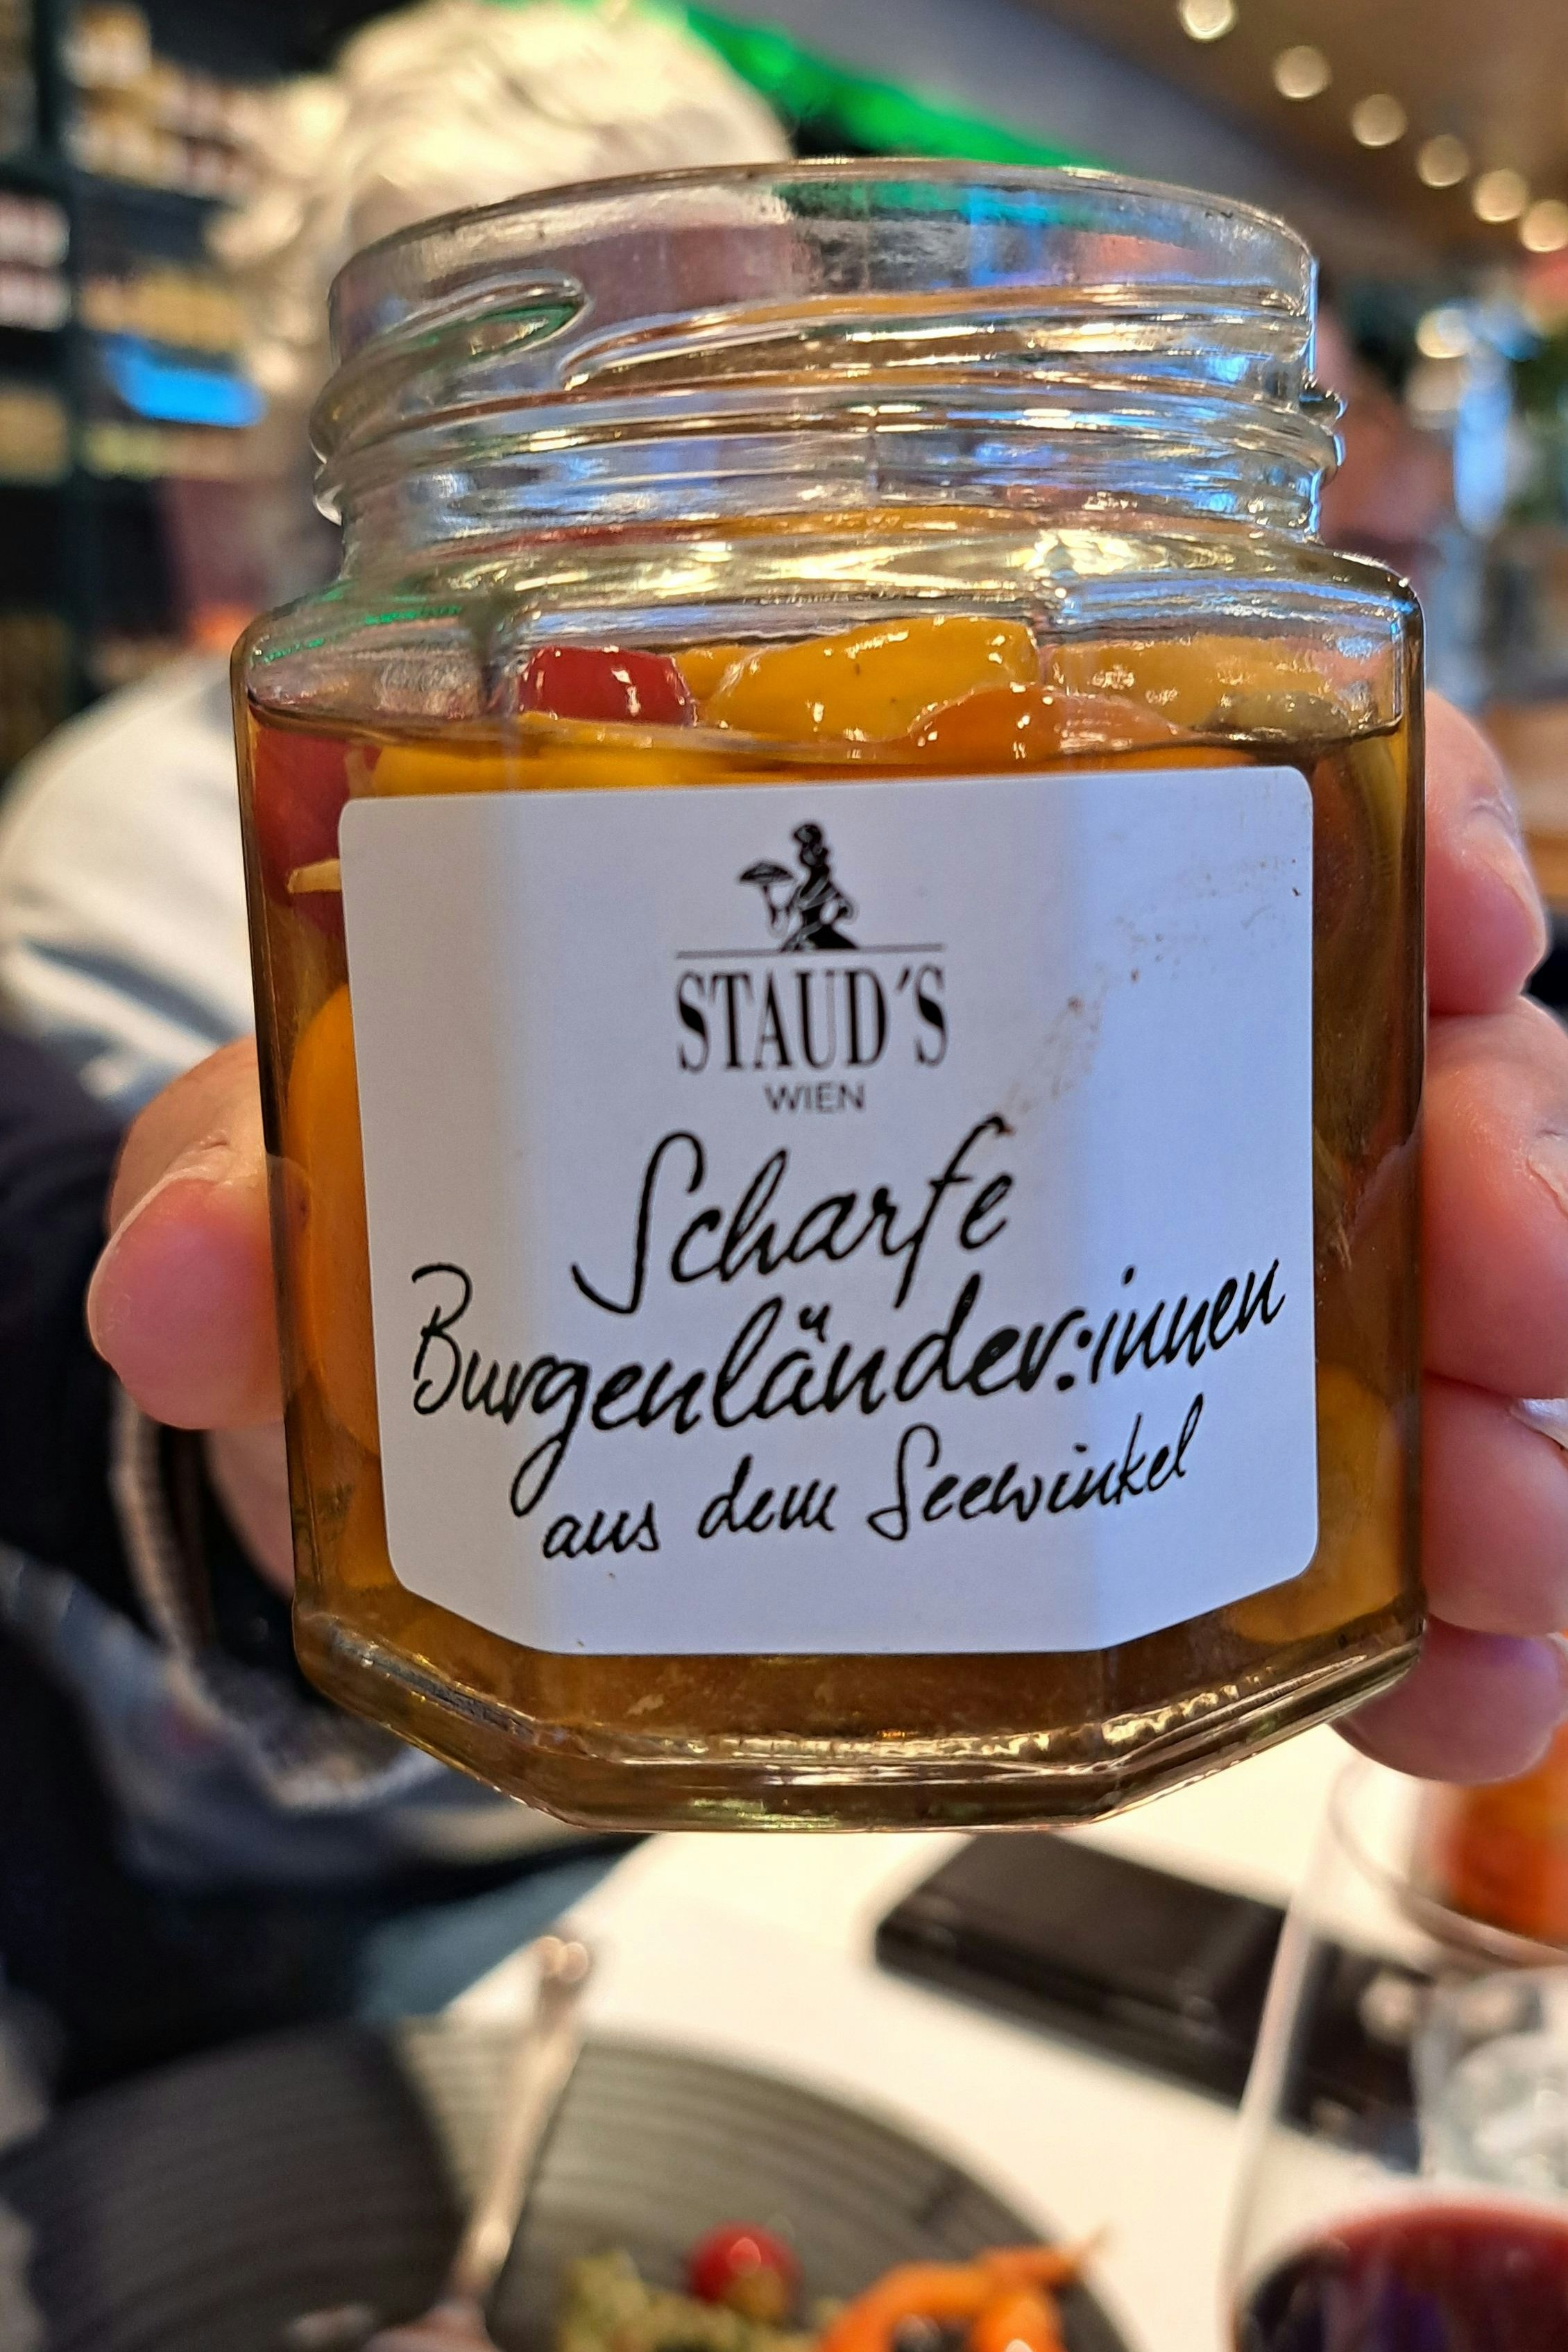 STAUD´S
WIEN
Scharfe
Burgenländer:innen
aus dem Seewinkel